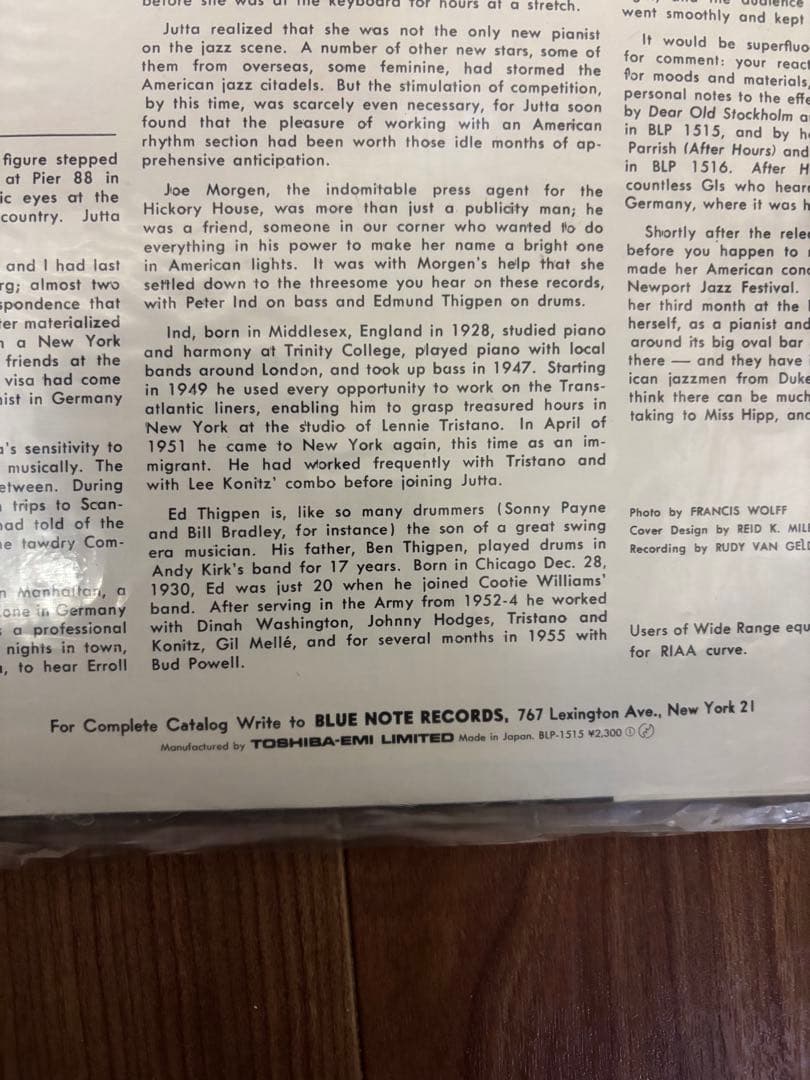 before she was at the keyboard for hours at a stretch.
Jutta realized that she was not the only new pianist
on the jazz scene. A number of other new stars, some of
them from overseas, some feminine, had stormed the
American jazz citadels. But the stimulation of competition,
by this time, was scarcely even necessary, for Jutta soon
found that the pleasure of working with an American
rhythm section had been worth those idle months of ap-
prehensive anticipation.
Joe Morgen, the indomitable press agent for the
Hickory House, was more than just a publicity man; he
was a friend, someone in our corner who wanted to do
everything in his power to make her name a bright one
in American lights. It was with Morgen's help that she
settled down to the threesome you hear on these records,
with Peter Ind on bass and Edmund Thigpen on drums.
Ind, born in Middlesex, England in 1928, studied piano
and harmony at Trinity College, played piano with local
bands around London, and took up bass in 1947. Starting
in 1949 he used every opportunity to work on the Trans-
atlantic liners, enabling him to grasp treasured hours in
New York at the studio of Lennie Tristano. In April of
1951 he came to New York again, this time as an im-
migrant. He had worked frequently with Tristano and
with Lee Konitz' combo before joining Jutta.
Ed Thigpen is, like so many drummers (Sonny Payne
and Bill Bradley, for instance) the son of a great swing
era musician. His father, Ben Thigpen, played drums in
Andy Kirk's band for 17 years. Born in Chicago Dec. 28,
1930, Ed was just 20 when he joined Cootie Williams'
band. After serving in the Army from 1952-4 he worked
with Dinah Washington, Johnny Hodges, Tristano and
Konitz, Gil Mellé, and for several months in 1955 with
Bud Powell.
figure stepped
at Pier 88 in
ic eyes at the
country. Jutta
and I had last
rg; almost two
spondence that
ter materialized
a New York
friends at the
visa had come
ist in Germany
's sensitivity to
musically. The
etween. During
trips to Scan-
had told of the
e tawdry Com-
n Manhattan, a
one in Germany
a professional
nights in town,
to hear Erroll
went smoothly and kept
It would be superfluo
for comment: your react
for moods and materials,
personal notes to the effe
by Dear Old Stockholm a
in BLP 1515, and by h
Parrish (After Hours) and
in BLP 1516. After H
countless GIs who hear
Germany, where it was h
Shortly after the relea
before you happen to
made her American conc
Newport Jazz Festival.
her third month at the
herself, as a pianist and
around its big oval bar
there — and they have
ican jazzmen from Duke
think there can be much
taking to Miss Hipp, and
Photo by FRANCIS WOLFF
Cover Design by REID K. MIL
Recording by RUDY VAN GELD
Users of Wide Range equ
for RIAA curve.
For Complete Catalog Write to BLUE NOTE RECORDS, 767 Lexington Ave., New York 21
Manufactured by TOSHIBA-EMI LIMITED Made in Japan. BLP-1515 ¥2,300